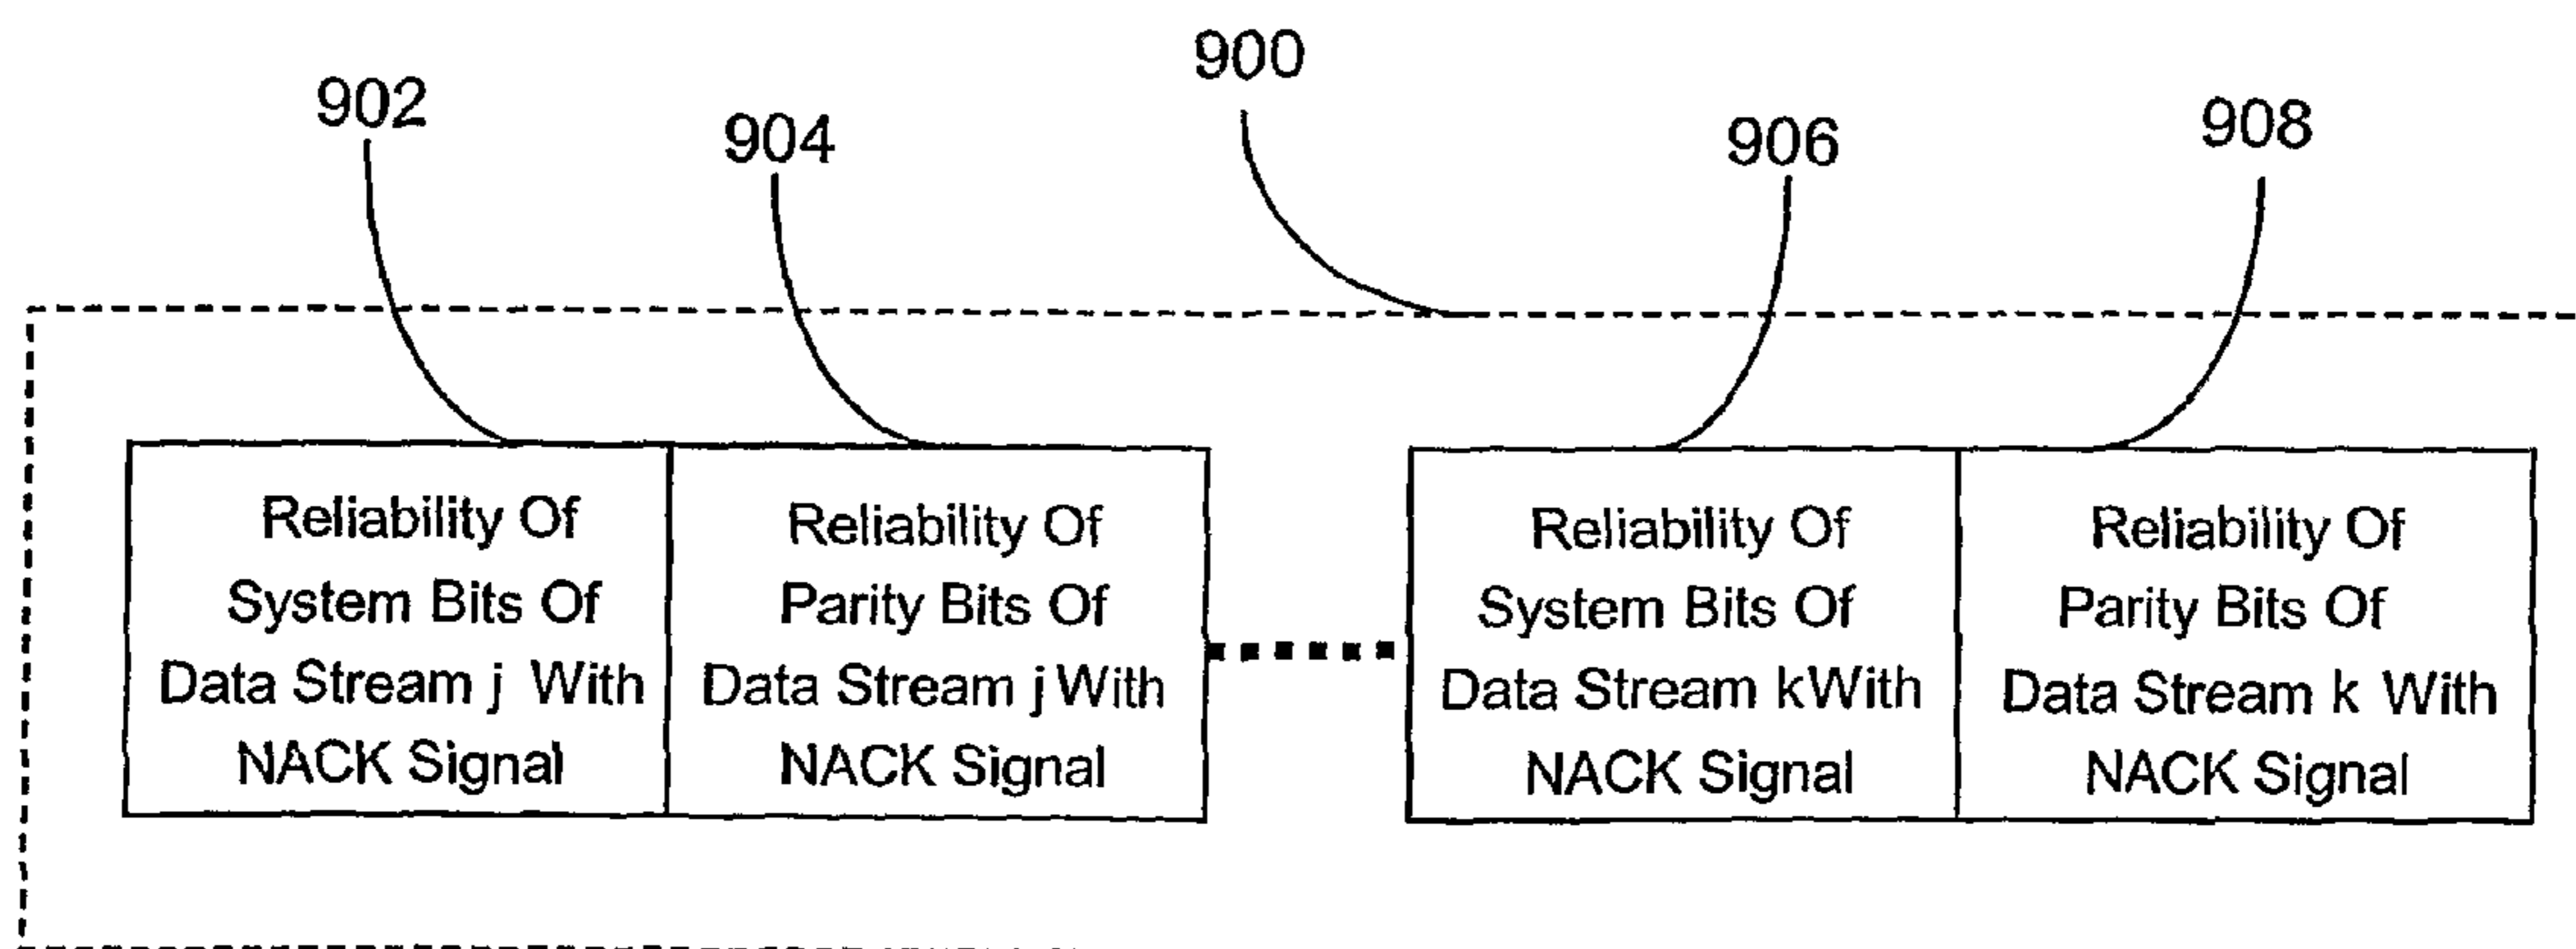 900
902
904
906
908
Reliability Of
System Bits Of
Data Stream j With
NACK Signal
Reliability Of
Parity Bits Of
Data Stream j With
NACK Signal
Reliability Of
System Bits Of
Data Stream kWith
NACK Signal
Reliability Of
Parity Bits Of
Data Stream k With
NACK Signal